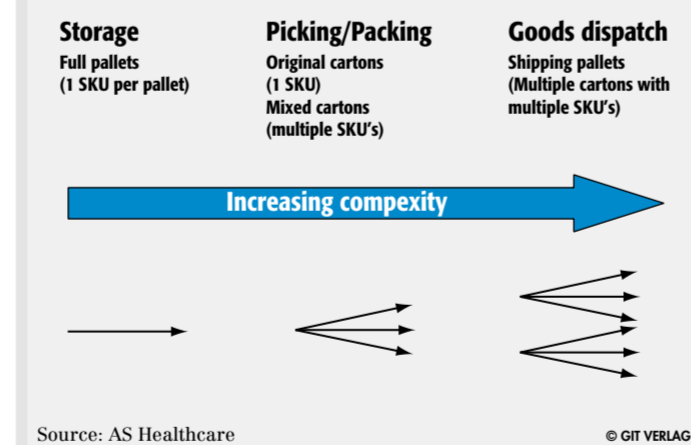 Storage
Full pallets
(1 SKU per pallet)
Picking/Packing
Original cartons
(1 SKU)
Mixed cartons
(multiple SKU's)
Goods dispatch
Shipping pallets
(Multiple cartons with
multiple SKU's)
Increasing compexity
Source: AS Healthcare
© GIT VERLAG